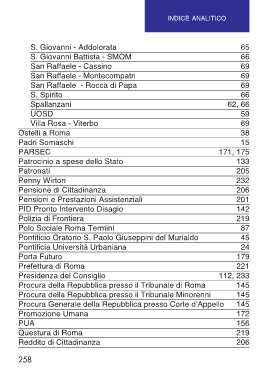 INDICE ANALITICO
S. Giovanni - Addolorata 65
S. Giovanni Battista - SMOM 66
San Raffaele - Cassino 69
San Raffaele - Montecompatri 69
San Raffaele - Rocca di Papa 69
S. Spirito 66
Spallanzani 62, 66
UOSD 59
Villa Rosa - Viterbo 69
Ostelli a Roma 38
Padri Somaschi 15
PARSEC 171, 175
Patrocinio a spese dello Stato 133
Patronati 205
Penny Wirton 232
Pensione di Cittadinanza 206
Pensioni e Prestazioni Assistenziali 201
PID Pronto Intervento Disagio 142
Polizia di Frontiera 219
Polo Sociale Roma Termini 87
Pontificio Oratorio S. Paolo Giuseppini del Murialdo 45
Pontificia Università Urbaniana 24
Porta Futuro 179
Prefettura di Roma 221
Presidenza del Consiglio 112, 233
Procura della Repubblica presso il Tribunale di Roma 145
Procura della Repubblica presso il Tribunale Minorenni 145
Procura Generale della Repubblica presso Corte d'Appello 145
Promozione Umana 172
PUA 156
Questura di Roma 219
Reddito di Cittadinanza 206
258